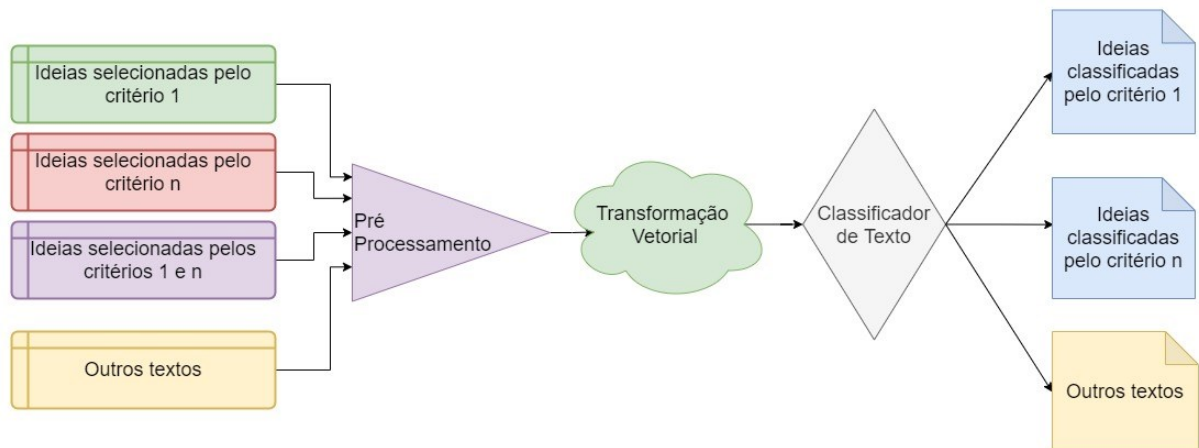 Ideias selecionadas pelo
critério 1
Ideias selecionadas pelo
critério n
Ideias selecionadas pelos
critérios 1 e n
Outros textos
Pré
Processamento
Transformação
Vetorial
Classificador
de Texto
Ideias
classificadas
pelo critério 1
Ideias
classificadas
pelo critério n
Outros textos